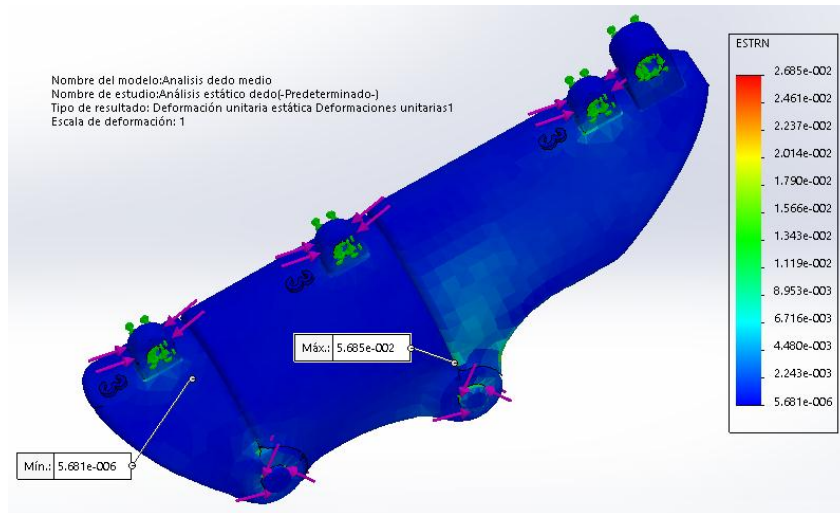 Nombre del modelo:Analisis dedo medio
Nombre de estudio:Análisis estático dedo(-Predeterminado-)
Tipo de resultado: Deformación unitaria estática Deformaciones unitarias1
Escala de deformación: 1
ESTRN
2.685e-002
2.461e-002
2.237e-002
2.014e-002
1.790e-002
1.566e-002
1.343e-002
1.119e-002
8.953e-003
6.716e-003
4.480e-003
2.243e-003
5.681e-006
Máx.: 5.685e-002
Mín.: 5.681e-006